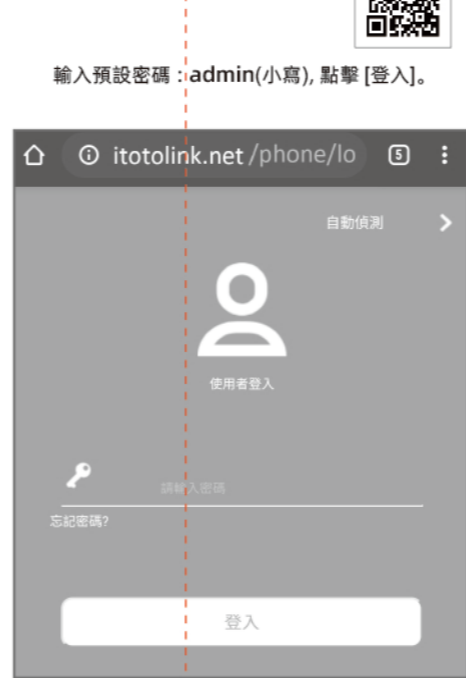 輸入預設密碼：admin(小寫), 點擊 [登入]。
itotolink.net/phone/lo
5
自動偵測
使用者登入
請輸入密碼
忘記密碼?
登入